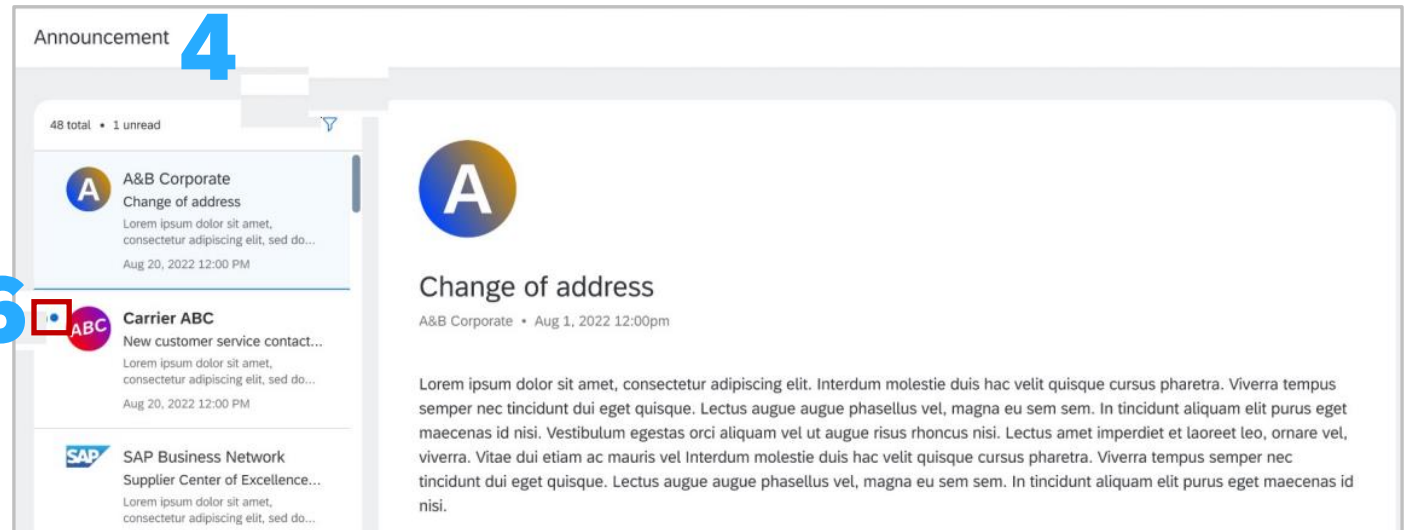 Announcement
4
48 total • 1 unread
A
A&B Corporate
Change of address
Lorem ipsum dolor sit amet,
consectetur adipiscing elit, sed do...
Aug 20, 2022 12:00 PM
6
ABC
Carrier ABC
New customer service contact...
Lorem ipsum dolor sit amet,
consectetur adipiscing elit, sed do...
Aug 20, 2022 12:00 PM
SAP
SAP Business Network
Supplier Center of Excellence...
Lorem ipsum dolor sit amet,
consectetur adipiscing elit, sed do...
A
Change of address
A&B Corporate • Aug 1, 2022 12:00pm
Lorem ipsum dolor sit amet, consectetur adipiscing elit. Interdum molestie duis hac velit quisque cursus pharetra. Viverra tempus
semper nec tincidunt dui eget quisque. Lectus augue augue phasellus vel, magna eu sem sem. In tincidunt aliquam elit purus eget
maecenas id nisi. Vestibulum egestas orci aliquam vel ut augue risus rhoncus nisi. Lectus amet imperdiet et laoreet leo, ornare vel,
viverra. Vitae dui etiam ac mauris vel Interdum molestie duis hac velit quisque cursus pharetra. Viverra tempus semper nec
tincidunt dui eget quisque. Lectus augue augue phasellus vel, magna eu sem sem. In tincidunt aliquam elit purus eget maecenas id
nisi.